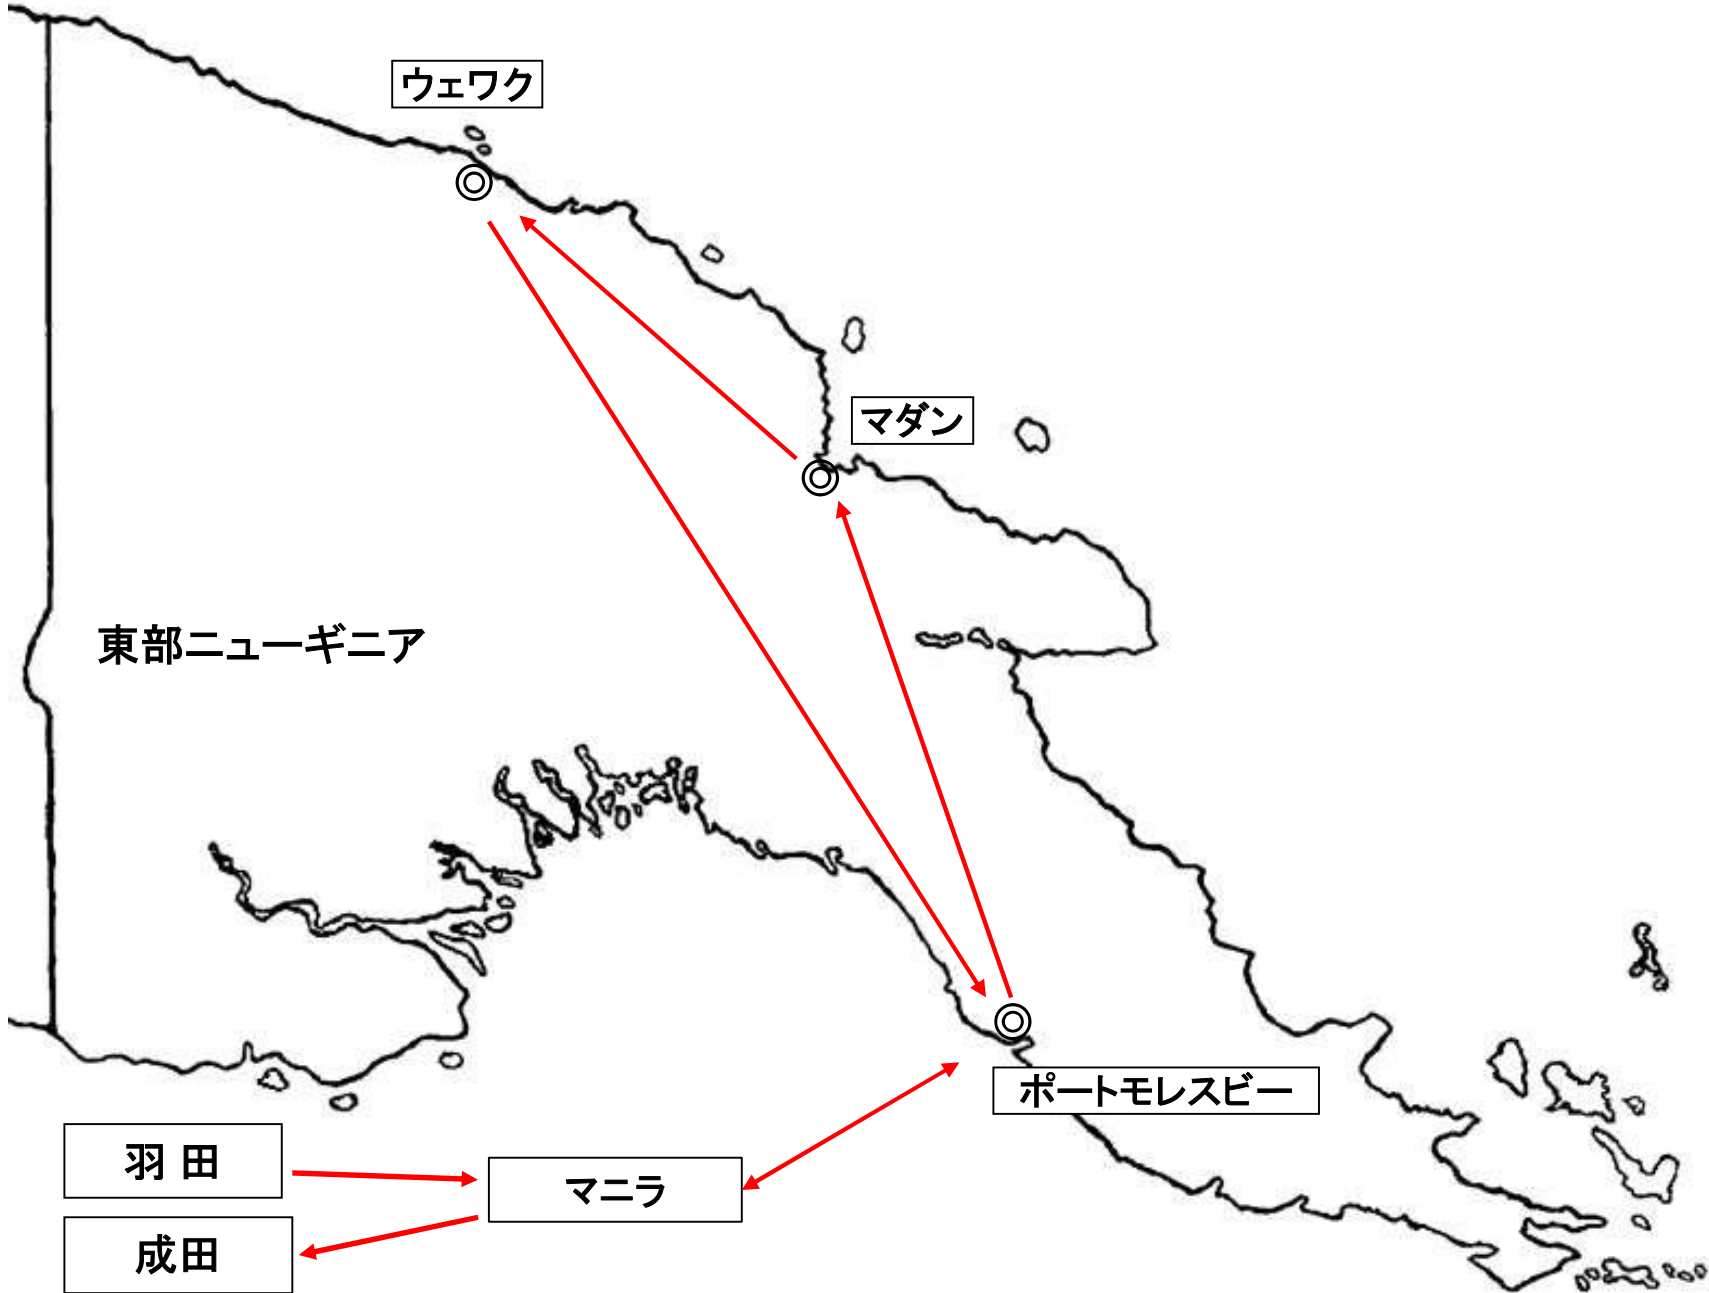 ウェワク
マダン
東部ニューギニア
ポートモレスビー
羽 田
マニラ
成田